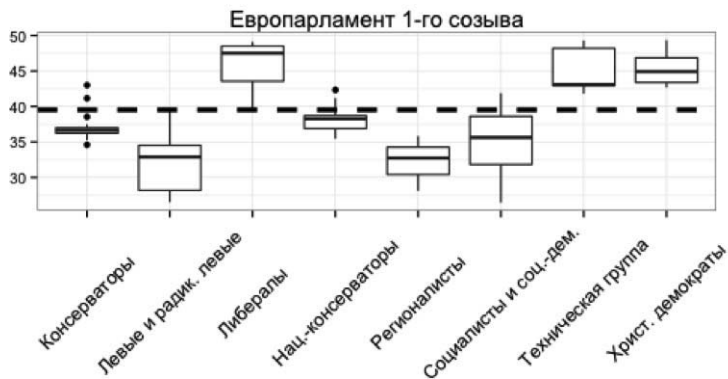 Европарламент 1-го созыва
50
45
40
35
30
Консерваторы
Левые и радик. левые
Либералы
Нац.-консерваторы
Регионалисты
Социалисты и соц.-дем.
Техническая группа
Христ. демократы